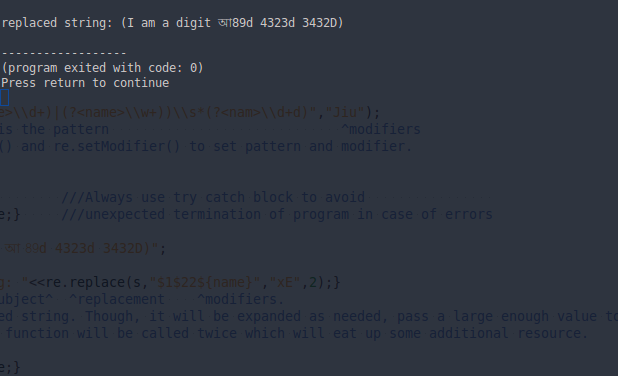 replaced string: (I am a digit আ89d 4323d 3432D)
------------------
(program exited with code: 0)
Press return to continue
e>\\d+)|(?<name>\\w+))\\s*(?<nam>\\d+d)","Jiu");
is the pattern ^modifiers
() and re.setModifier() to set pattern and modifier.
///Always use try catch block to avoid
e;} ///unexpected termination of program in case of errors
d 4323d 3432D)";
g: "<<re.replace(s,"$1$22${name}","xE",2);}
ubject^ ^replacement ^modifiers.
ed string. Though, it will be expanded as needed, pass a large enough value to
function will be called twice which will eat up some additional resource.
e;}